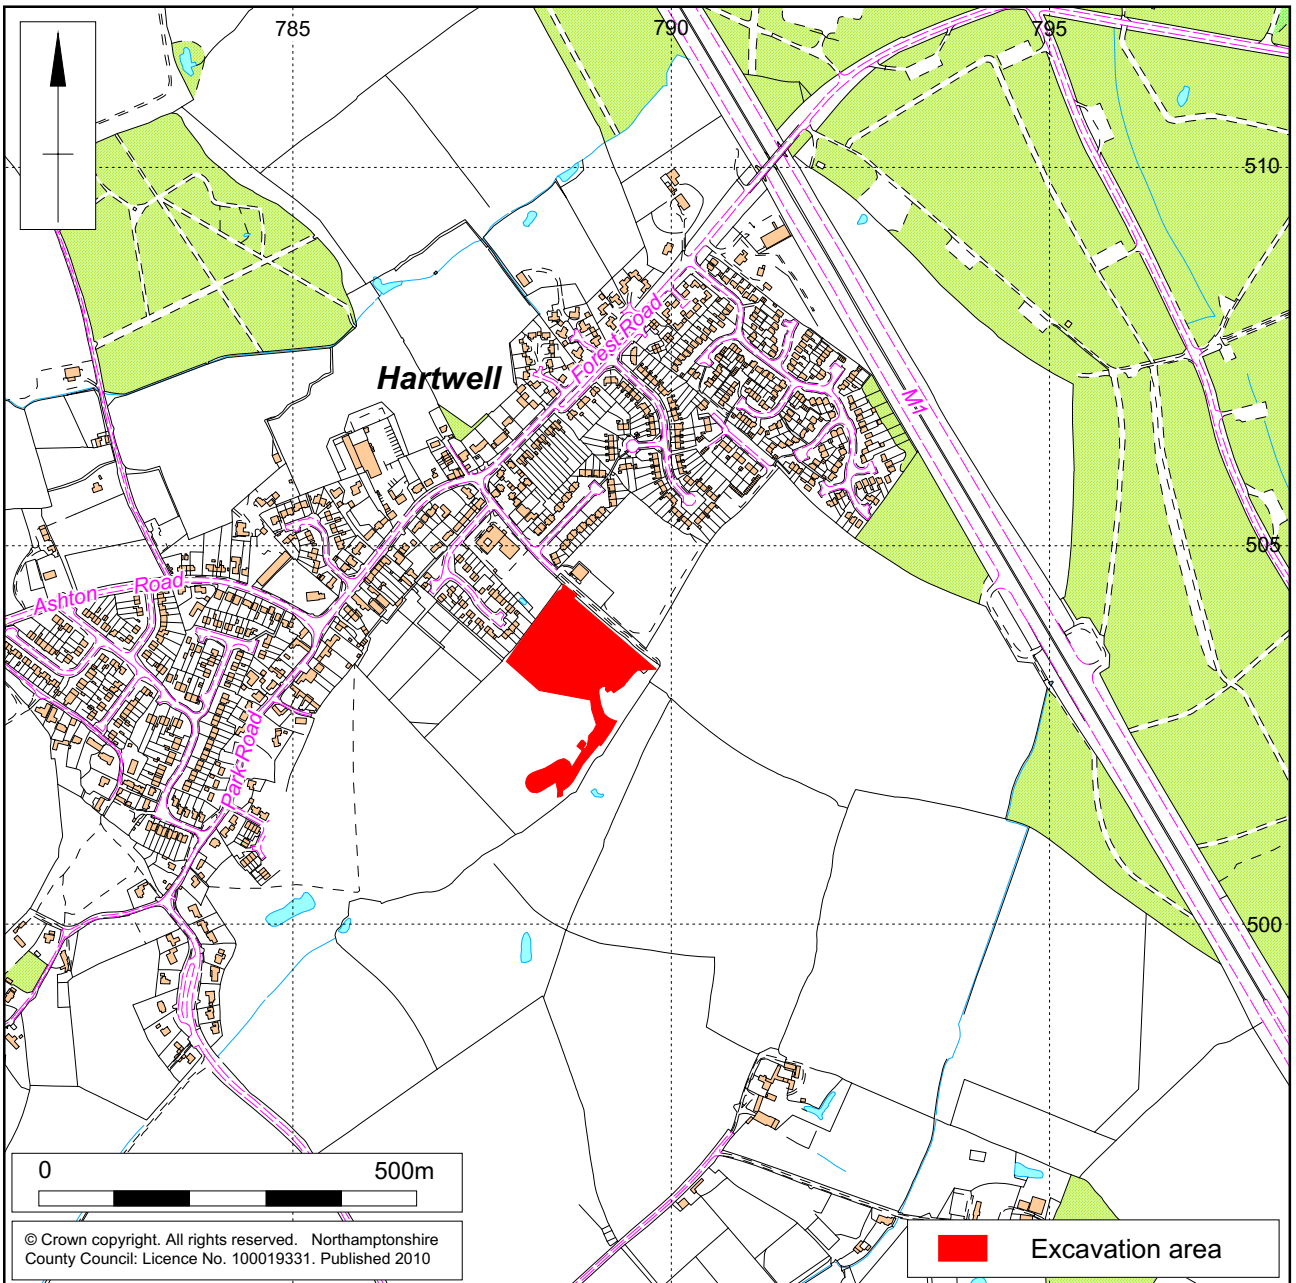 785
790
795
510
Forest Road
Hartwell
M1
505
Ashton Road
Park Road
500
0 500m
© Crown copyright. All rights reserved. Northamptonshire
County Council: Licence No. 100019331. Published 2010
Excavation area